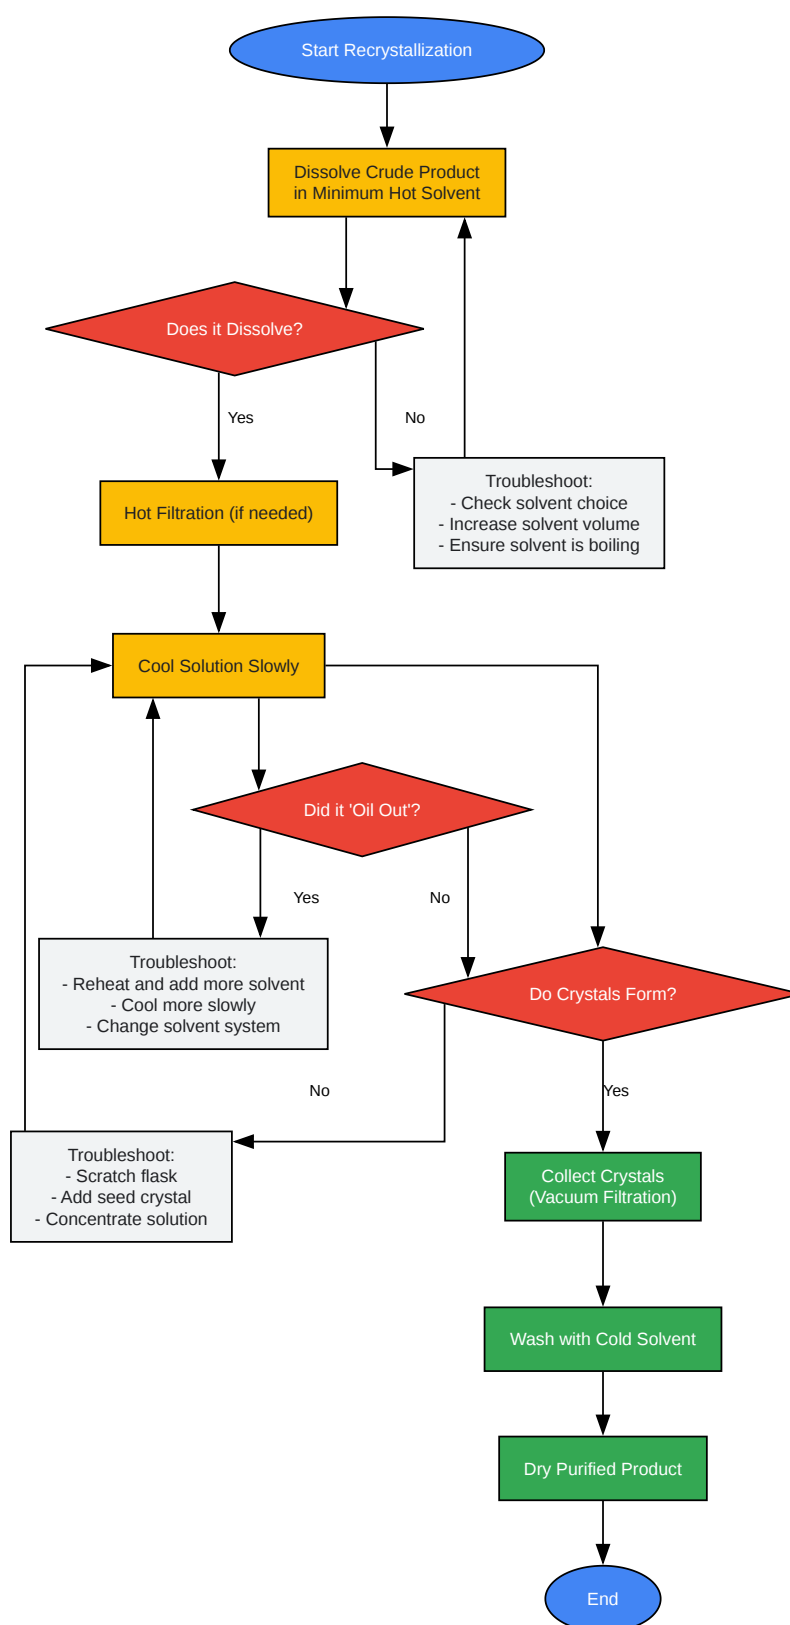 Start Recrystallization
Dissolve Crude Product
in Minimum Hot Solvent
Does it Dissolve?
Yes
No
Troubleshoot:
- Check solvent choice
- Increase solvent volume
- Ensure solvent is boiling
Hot Filtration (if needed)
Cool Solution Slowly
Did it 'Oil Out'?
Yes
No
Troubleshoot:
- Reheat and add more solvent
- Cool more slowly
- Change solvent system
Do Crystals Form?
No
Yes
Troubleshoot:
- Scratch flask
- Add seed crystal
- Concentrate solution
Collect Crystals
(Vacuum Filtration)
Wash with Cold Solvent
Dry Purified Product
End